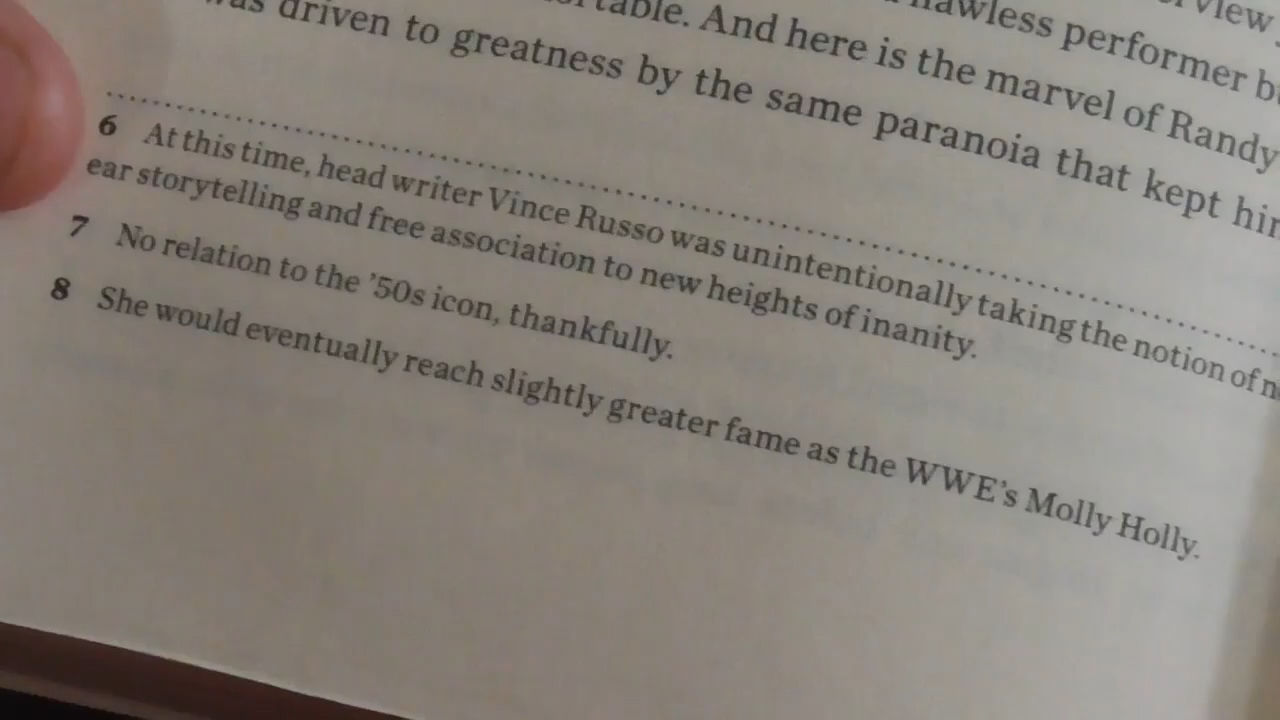 view
flawless performer
table. And here is the marvel of Randy
was driven to greatness by the same paranoia that kept
6 At this time, head writer Vince Russo was unintentionally taking the notion of
ear storytelling and free association to new heights of inanity.
7 No relation to the ’50s icon, thankfully.
8 She would eventually reach slightly greater fame as the WWE’s Molly Holly.